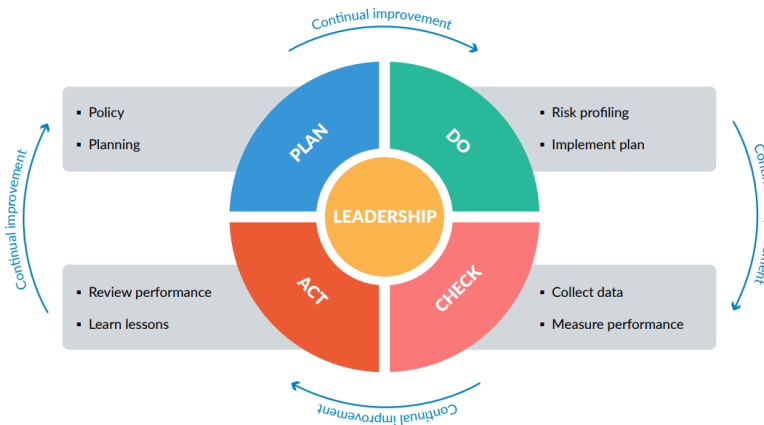 Continual improvement
▪ Policy
▪ Planning
PLAN
DO
▪ Risk profiling
▪ Implement plan
Continual improvement
LEADERSHIP
▪ Review performance
▪ Learn lessons
ACT
CHECK
▪ Collect data
▪ Measure performance
Continual improvement